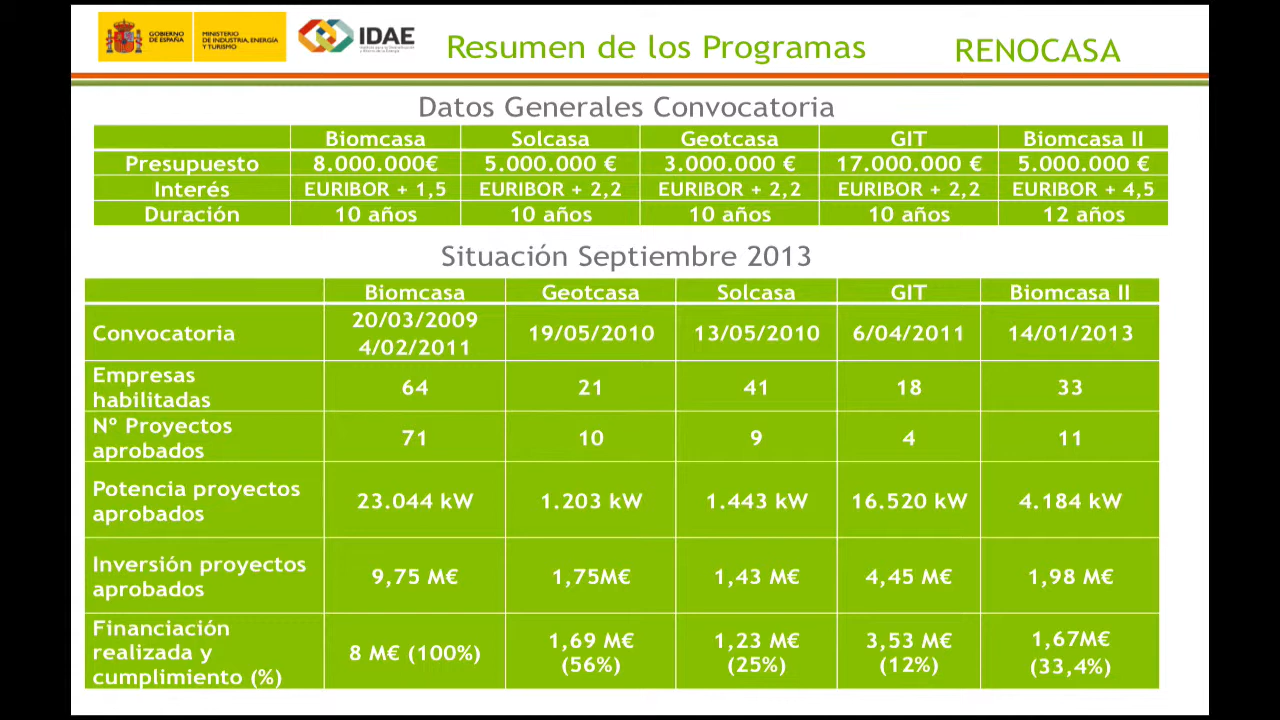 GOBIERNO
DE ESPAÑA
MINISTERIO
DE INDUSTRIA, ENERGÍA
Y TURISMO
IDAE
Resumen de los Programas
RENOCASA
Datos Generales Convocatoria
Biomcasa Solcasa Geotcasa GIT Biomcasa II
Presupuesto 8.000.000€ 5.000.000 € 3.000.000 € 17.000.000 € 5.000.000 €
Interés EURIBOR + 1,5 EURIBOR + 2,2 EURIBOR + 2,2 EURIBOR + 2,2 EURIBOR + 4,5
Duración 10 años 10 años 10 años 10 años 12 años
Situación Septiembre 2013
Biomcasa Geotcasa Solcasa GIT Biomcasa II
Convocatoria 20/03/2009
4/02/2011 19/05/2010 13/05/2010 6/04/2011 14/01/2013
Empresas
habilitadas 64 21 41 18 33
Nº Proyectos
aprobados 71 10 9 4 11
Potencia proyectos
aprobados 23.044 kW 1.203 kW 1.443 kW 16.520 kW 4.184 kW
Inversión proyectos
aprobados 9,75 M€ 1,75M€ 1,43 M€ 4,45 M€ 1,98 M€
Financiación
realizada y
cumplimiento (%) 8 M€ (100%) 1,69 M€
(56%) 1,23 M€
(25%) 3,53 M€
(12%) 1,67M€
(33,4%)